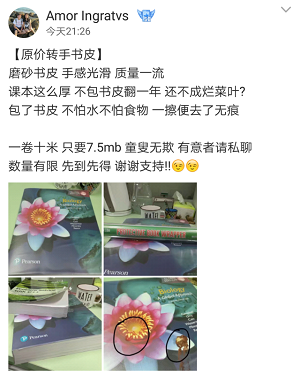 Amor Ingratvs
今天21:26
【原价转手书皮】
磨砂书皮 手感光滑 质量一流
课本这么厚 不包书皮翻一年 还不成烂菜叶?
包了书皮 不怕水不怕食物 一擦便去了无痕
一卷十米 只要7.5mb 童叟无欺 有意者请私聊
数量有限 先到先得 谢谢支持!!
Biology
Pearson
WATER
Pearson
Biology